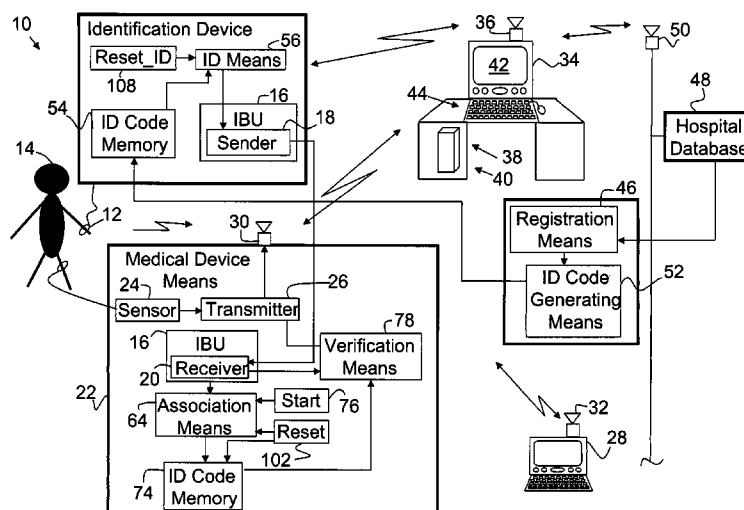 10
Identification Device
Reset_ID
108
ID Means
56
54
ID Code
Memory
16
IBU
18
Sender
14
12
36
42
34
44
38
40
50
48
Hospital
Database
46
Registration
Means
ID Code
Generating
Means
52
30
Medical Device
Means
24
Sensor
26
Transmitter
78
Verification
Means
16
IBU
Receiver
20
22
64
Association
Means
Start
76
Reset
102
74
ID Code
Memory
32
28